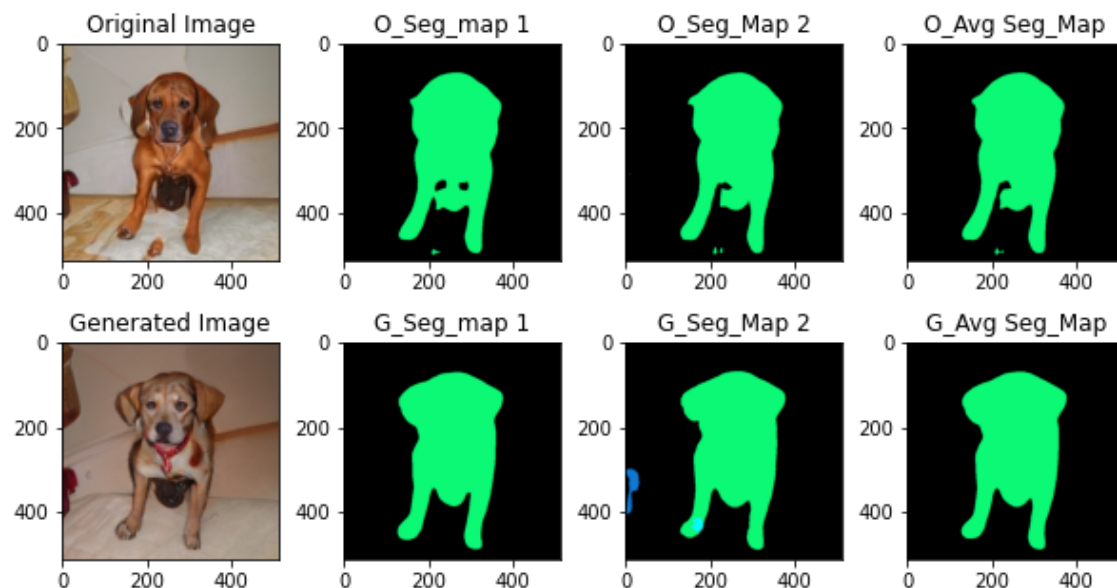 Original Image O_Seg_map 1 O_Seg_Map 2 O_Avg Seg_Map
0 0 0 0
200 200 200 200
400 400 400 400
0 200 400 0 200 400 0 200 400 0 200 400
Generated Image G_Seg_map 1 G_Seg_Map 2 G_Avg Seg_Map
0 0 0 0
200 200 200 200
400 400 400 400
0 200 400 0 200 400 0 200 400 0 200 400